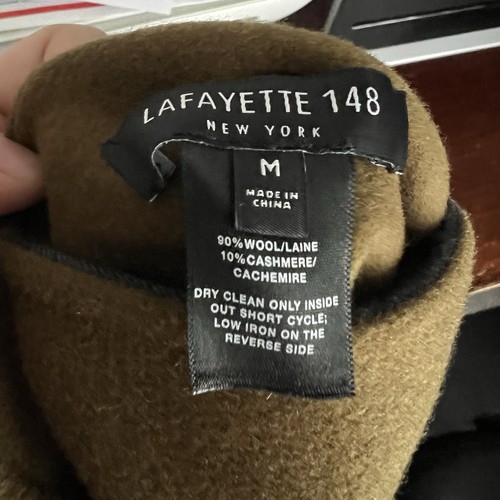 LAFAYETTE 148
NEW YORK
M
MADE IN
CHINA
90%WOOL/LAINE
10%CASHMERE/
CACHEMIRE
DRY CLEAN ONLY INSIDE
OUT SHORT CYCLE;
LOW IRON ON THE
REVERSE SIDE